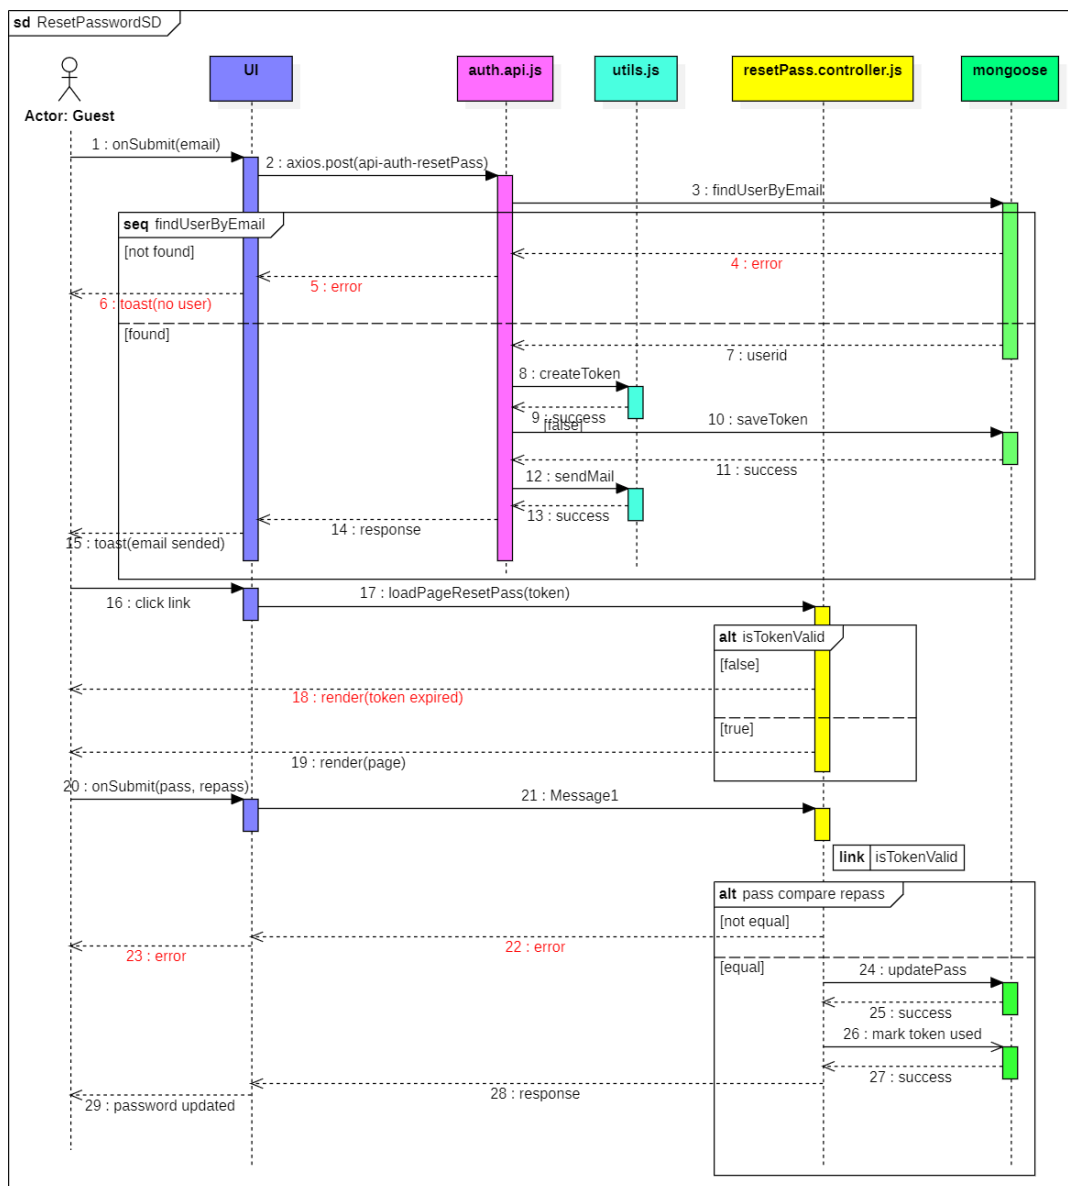 sd ResetPasswordSD
Actor: Guest
UI
auth.api.js
utils.js
resetPass.controller.js
mongoose
1 : onSubmit(email)
2 : axios.post(api-auth-resetPass)
3 : findUserByEmail
seq findUserByEmail
[not found]
4 : error
5 : error
6 : toast(no user)
[found]
7 : userid
8 : createToken
9 : success
[false]
10 : saveToken
11 : success
12 : sendMail
13 : success
14 : response
15 : toast(email sended)
16 : click link
17 : loadPageResetPass(token)
alt isTokenValid
[false]
18 : render(token expired)
[true]
19 : render(page)
20 : onSubmit(pass, repass)
21 : Message1
link isTokenValid
alt pass compare repass
[not equal]
22 : error
23 : error
[equal]
24 : updatePass
25 : success
26 : mark token used
27 : success
28 : response
29 : password updated